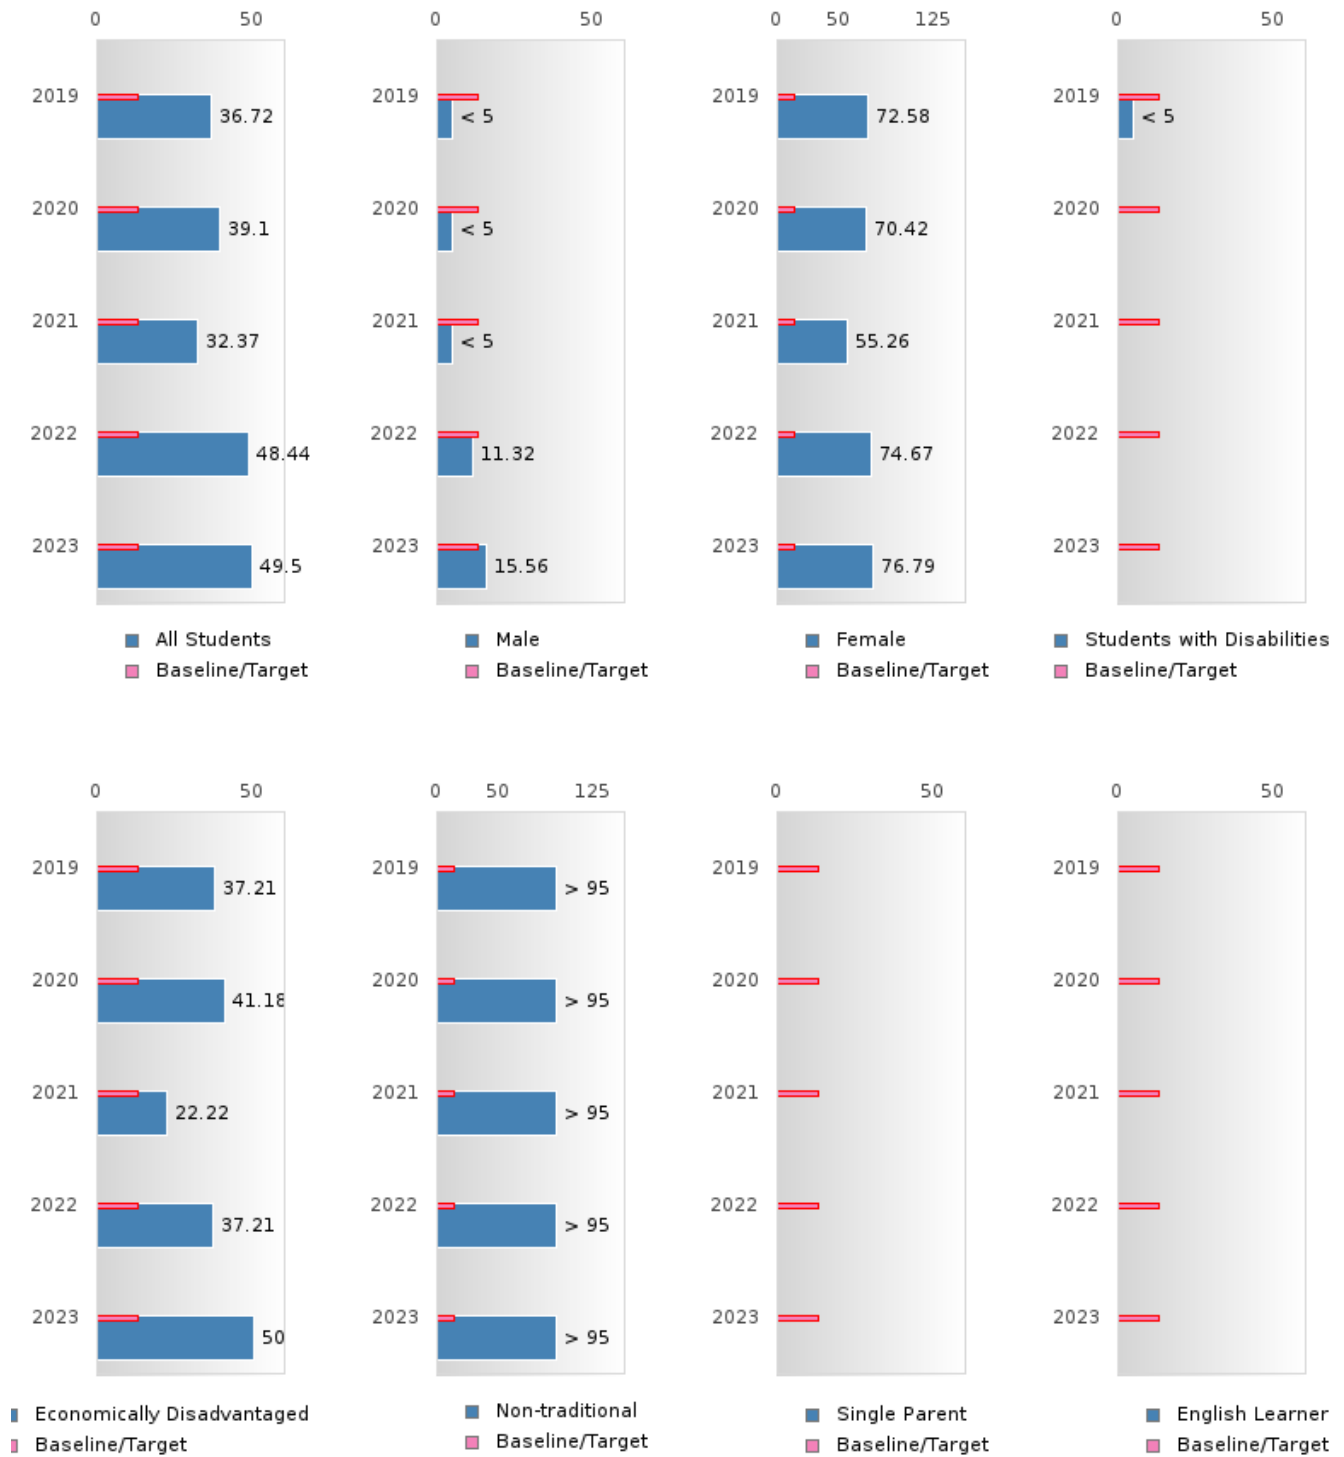 0 50
2019 36.72
2020 39.1
2021 32.37
2022 48.44
2023 49.5
All Students
Baseline/Target
0 50
2019 < 5
2020 < 5
2021 < 5
2022 11.32
2023 15.56
Male
Baseline/Target
0 50 125
2019 72.58
2020 70.42
2021 55.26
2022 74.67
2023 76.79
Female
Baseline/Target
0 50
2019 < 5
2020
2021
2022
2023
Students with Disabilities
Baseline/Target
0 50
2019 37.21
2020 41.18
2021 22.22
2022 37.21
2023 50
Economically Disadvantaged
Baseline/Target
0 50 125
2019 > 95
2020 > 95
2021 > 95
2022 > 95
2023 > 95
Non-traditional
Baseline/Target
0 50
2019
2020
2021
2022
2023
Single Parent
Baseline/Target
0 50
2019
2020
2021
2022
2023
English Learner
Baseline/Target